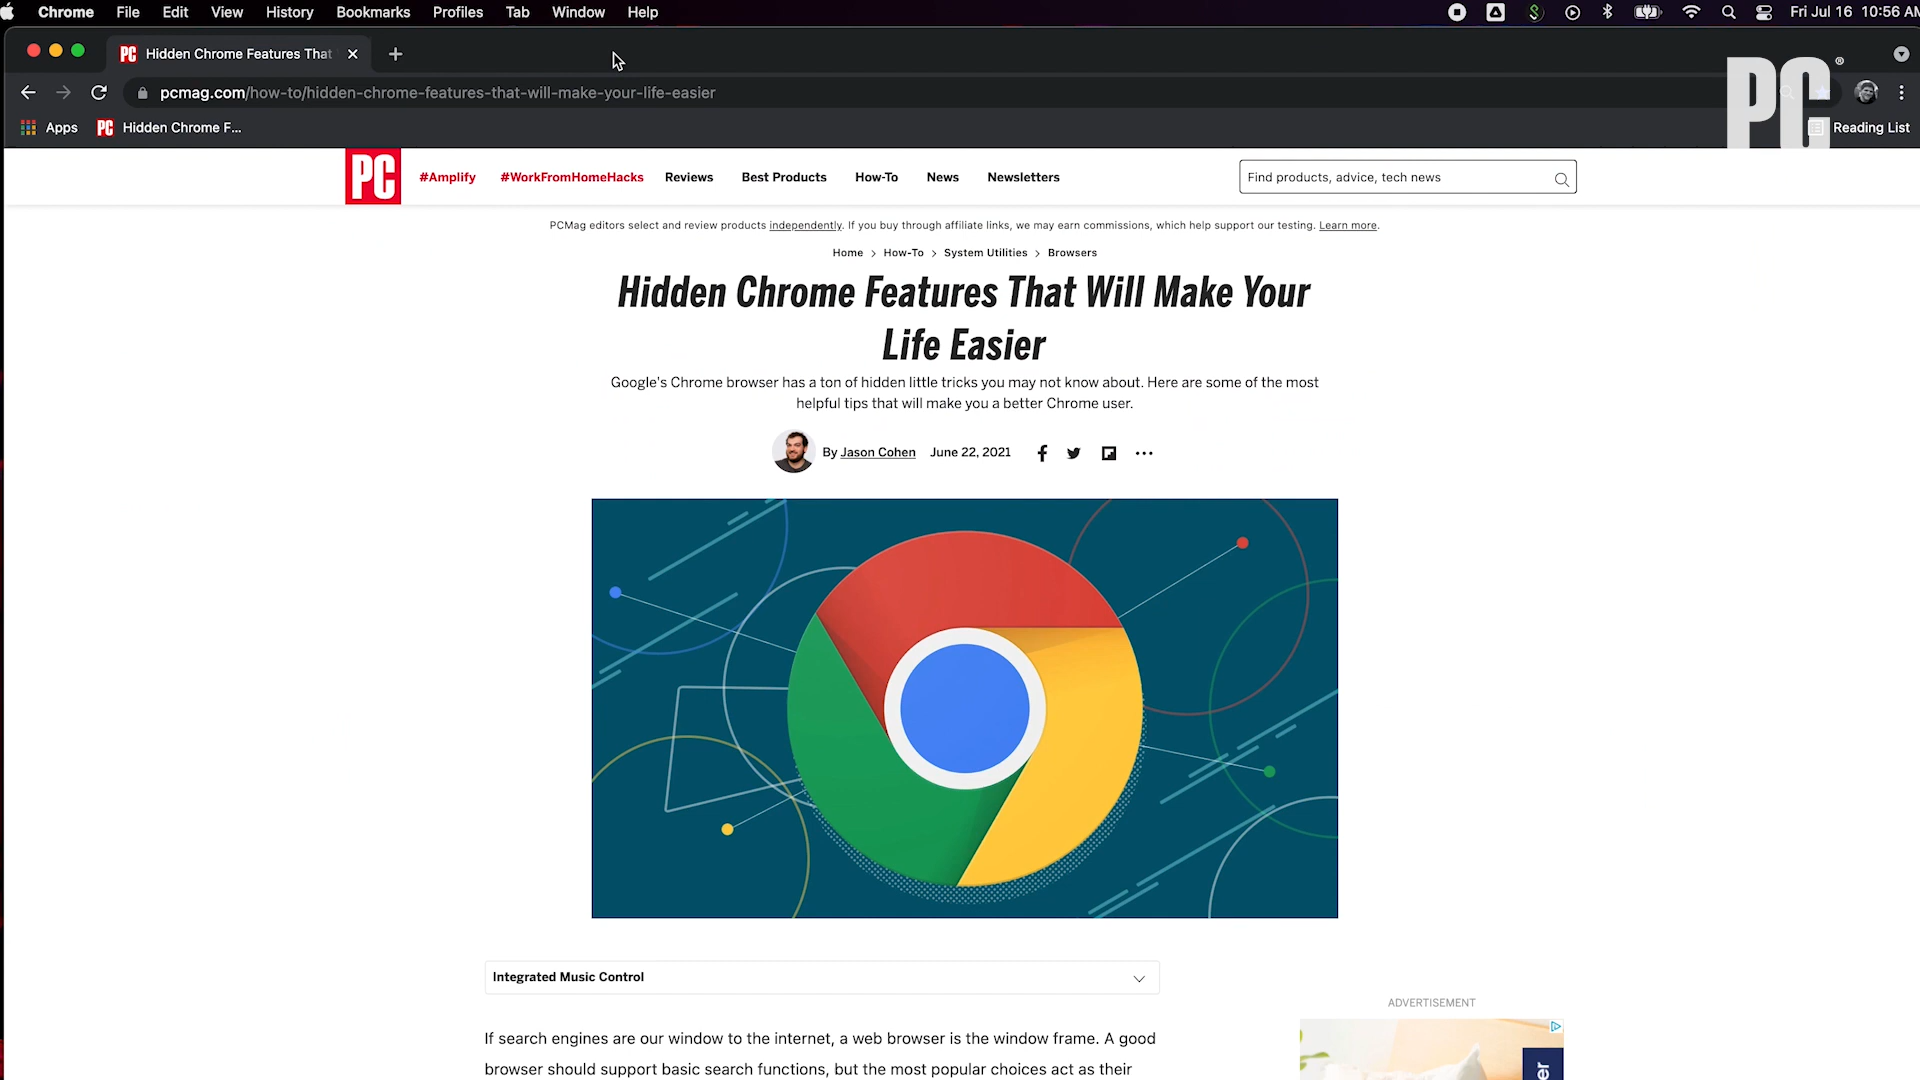 Chrome File Edit View History Bookmarks Profiles Tab Window Help
Fri Jul 16 10:56 AM
PC Hidden Chrome Features That
pcmag.com/how-to/hidden-chrome-features-that-will-make-your-life-easier
PC®
Apps PC Hidden Chrome F...
Reading List
PC #Amplify #WorkFromHomeHacks Reviews Best Products How-To News Newsletters
Find products, advice, tech news
PCMag editors select and review products independently. If you buy through affiliate links, we may earn commissions, which help support our testing. Learn more.
Home > How-To > System Utilities > Browsers
Hidden Chrome Features That Will Make Your
Life Easier
Google's Chrome browser has a ton of hidden little tricks you may not know about. Here are some of the most
helpful tips that will make you a better Chrome user.
By Jason Cohen June 22, 2021
Integrated Music Control
ADVERTISEMENT
If search engines are our window to the internet, a web browser is the window frame. A good
browser should support basic search functions, but the most popular choices act as their